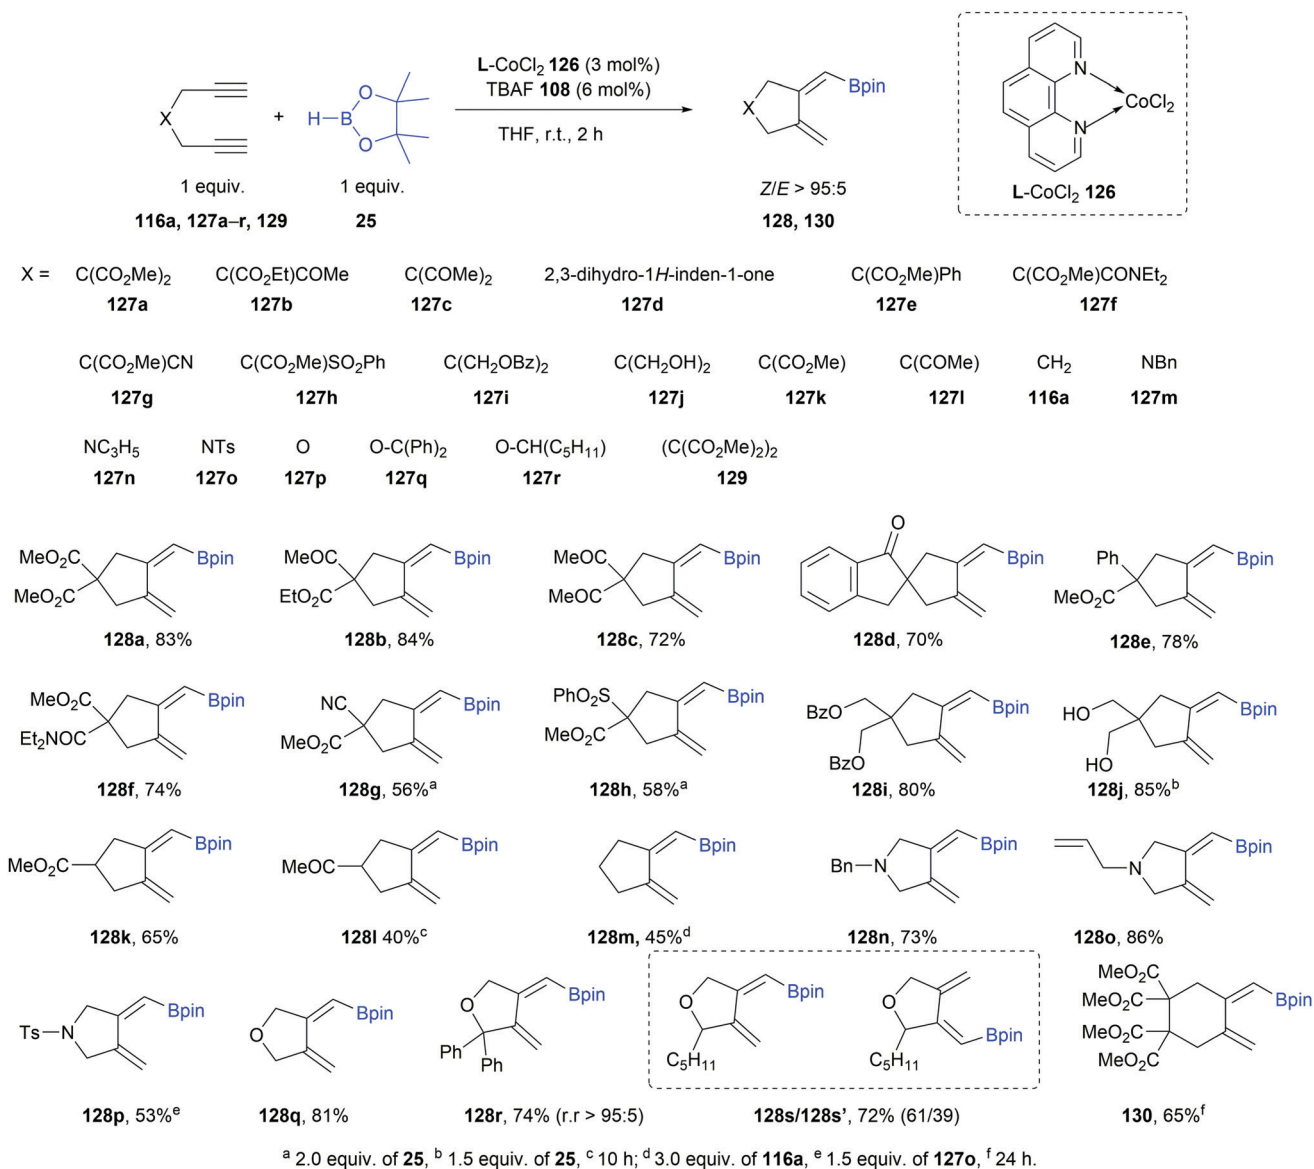 L-CoCl2 126 (3 mol%)
TBAF 108 (6 mol%)
THF, r.t., 2 h
X
+
H B O O
X Bpin
N N CoCl2
L-CoCl2 126
1 equiv. 1 equiv.
116a, 127a–r, 129 25
Z/E > 95:5
128, 130
X = C(CO2Me)2 C(CO2Et)COMe C(COMe)2 2,3-dihydro-1H-inden-1-one C(CO2Me)Ph C(CO2Me)CONEt2
127a 127b 127c 127d 127e 127f
C(CO2Me)CN C(CO2Me)SO2Ph C(CH2OBz)2 C(CH2OH)2 C(CO2Me) C(COMe) CH2 NBn
127g 127h 127i 127j 127k 127l 116a 127m
NC3H5 NTs O O-C(Ph)2 O-CH(C5H11) (C(CO2Me)2)2
127n 127o 127p 127q 127r 129
MeO2C MeO2C Bpin MeOC EtO2C Bpin MeOC MeOC Bpin O Bpin Ph MeO2C Bpin
128a, 83% 128b, 84% 128c, 72% 128d, 70% 128e, 78%
MeO2C Et2NOC Bpin NC MeO2C Bpin PhO2S MeO2C Bpin BzO BzO Bpin HO HO Bpin
128f, 74% 128g, 56%a 128h, 58%a 128i, 80% 128j, 85%b
MeO2C Bpin MeOC Bpin Bpin Bn N Bpin N Bpin
128k, 65% 128l 40%c 128m, 45%d 128n, 73% 128o, 86%
Ts N Bpin O Bpin O Ph Ph Bpin O C5H11 Bpin O C5H11 Bpin MeO2C MeO2C MeO2C MeO2C Bpin
128p, 53%e 128q, 81% 128r, 74% (r.r > 95:5) 128s/128s’, 72% (61/39) 130, 65%f
a 2.0 equiv. of 25, b 1.5 equiv. of 25, c 10 h; d 3.0 equiv. of 116a, e 1.5 equiv. of 127o, f 24 h.